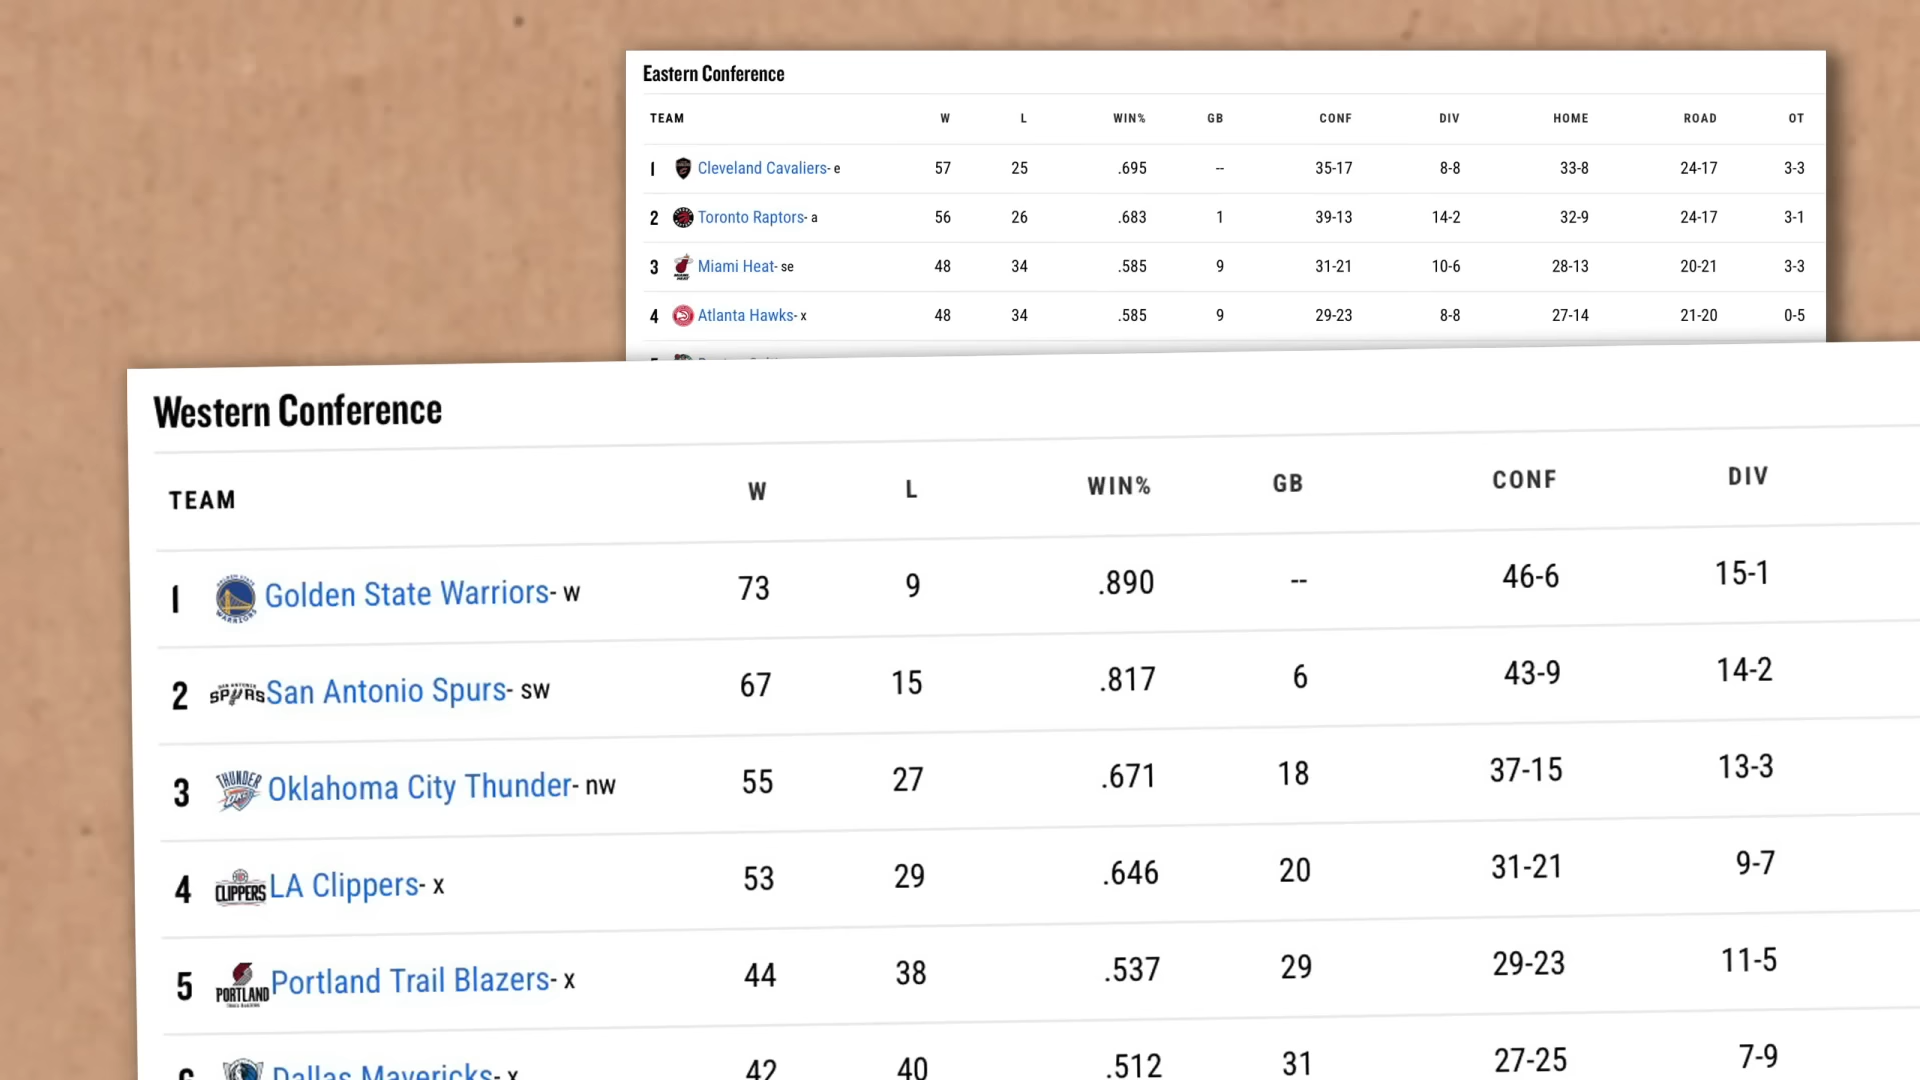 Eastern Conference
TEAM W L WIN% GB CONF DIV HOME ROAD OT
1 Cleveland Cavaliers- e 57 25 .695 -- 35-17 8-8 33-8 24-17 3-3
2 Toronto Raptors- a 56 26 .683 1 39-13 14-2 32-9 24-17 3-1
3 Miami Heat- se 48 34 .585 9 31-21 10-6 28-13 20-21 3-3
4 Atlanta Hawks- x 48 34 .585 9 29-23 8-8 27-14 21-20 0-5
Western Conference
TEAM W L WIN% GB CONF DIV
1 Golden State Warriors- w 73 9 .890 -- 46-6 15-1
2 SPURS San Antonio Spurs- sw 67 15 .817 6 43-9 14-2
3 THUNDER Oklahoma City Thunder- nw 55 27 .671 18 37-15 13-3
4 CLIPPERS LA Clippers- x 53 29 .646 20 31-21 9-7
5 PORTLAND Portland Trail Blazers- x 44 38 .537 29 29-23 11-5
6 Dallas Mavericks- x 42 40 .512 31 27-25 7-9